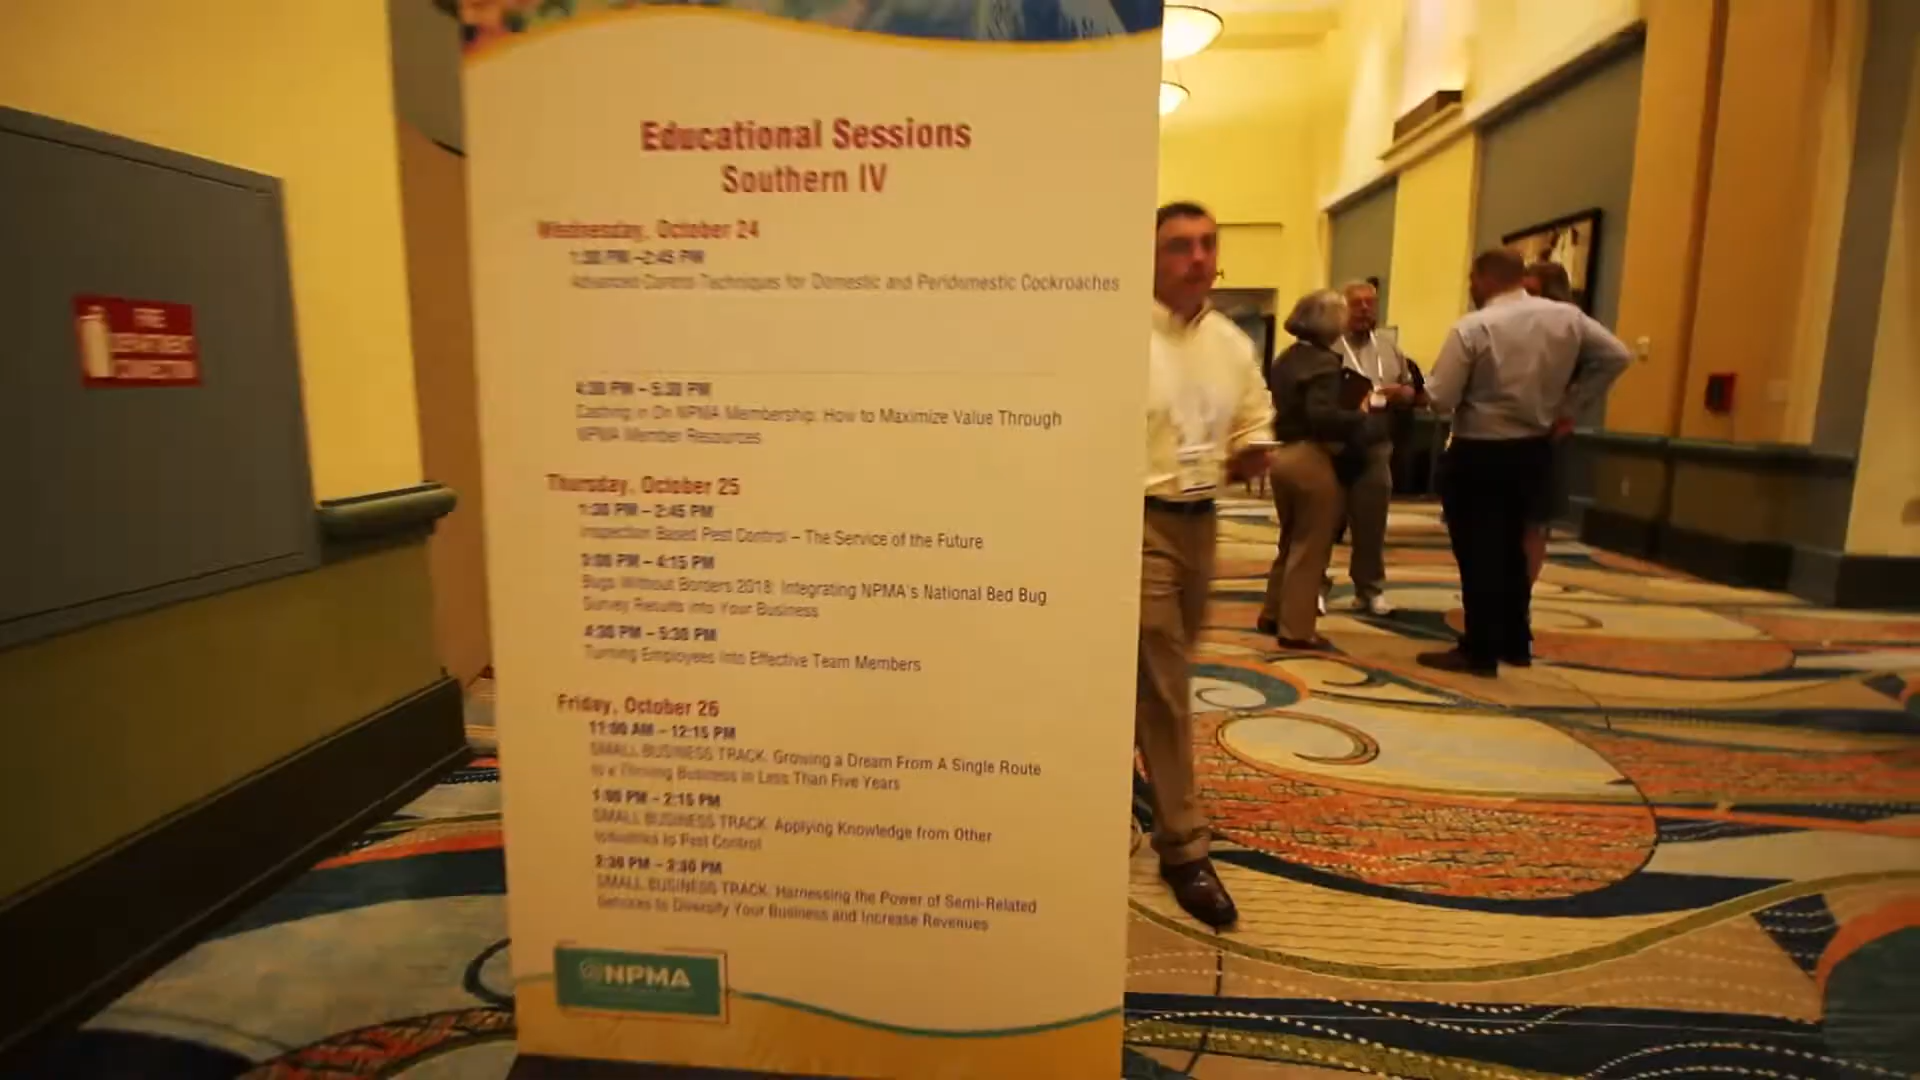 Educational Sessions
Southern IV
Wednesday, October 24
1:30 PM – 2:45 PM
Advanced Control Techniques for Domestic and Peridomestic Cockroaches
4:30 PM – 5:30 PM
Cashing in On NPMA Membership: How to Maximize Value Through
NPMA Member Resources
Thursday, October 25
1:30 PM – 2:45 PM
Inspection Based Pest Control – The Service of the Future
3:00 PM – 4:15 PM
Bugs Without Borders 2018: Integrating NPMA's National Bed Bug
Survey Results into Your Business
4:30 PM – 5:30 PM
Turning Employees Into Effective Team Members
Friday, October 26
11:00 AM – 12:15 PM
SMALL BUSINESS TRACK: Growing a Dream From A Single Route
to a Thriving Business in Less Than Five Years
1:00 PM – 2:15 PM
SMALL BUSINESS TRACK: Applying Knowledge from Other
Industries to Pest Control
2:30 PM –
SMALL BUSINESS TRACK: Harnessing the Power of Semi-Related
Services to Diversify Your Business and Increase Revenues
NPMA
FIRE
DEPARTMENT
CONNECTION